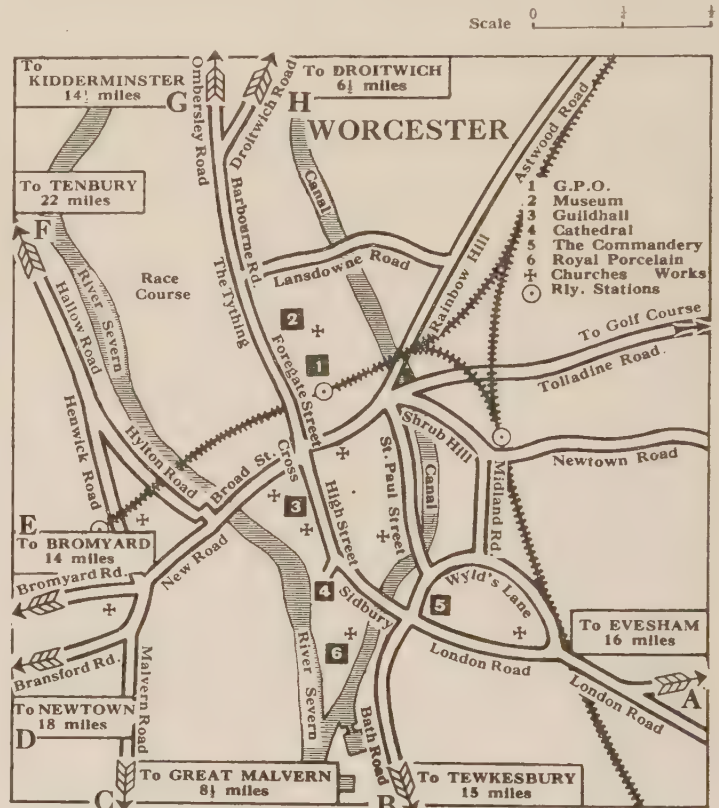 Scale 0 ¼ ½
To
KIDDERMINSTER
14½ miles
G
Ombersley Road
Droitwich Road
H
To DROITWICH
6½ miles
WORCESTER
Astwood Road
To TENBURY
22 miles
F
Canal
1 G.P.O.
2 Museum
3 Guildhall
4 Cathedral
5 The Commandery
6 Royal Porcelain
Churches Works
Rly. Stations
Barbourne Rd.
Lansdowne Road
Rainbow Hill
River Severn
Race
Course
The Tything
Hallow Road
2
1
Foregate Street
To Golf Course
Tolladine Road
Henwick Road
Hylton Road
Broad St.
Cross
Shrub Hill
Newtown Road
St. Paul Street
Canal
Midland Rd.
3
High Street
E
To BROMYARD
14 miles
New Road
Bromyard Rd.
4
Sidbury
5
Wyld's Lane
To EVESHAM
16 miles
Bransford Rd.
6
River Severn
London Road
London Road
A
Malvern Road
To NEWTOWN
18 miles
D
Bath Road
C
To GREAT MALVERN
8½ miles
B
To TEWKESBURY
15 miles